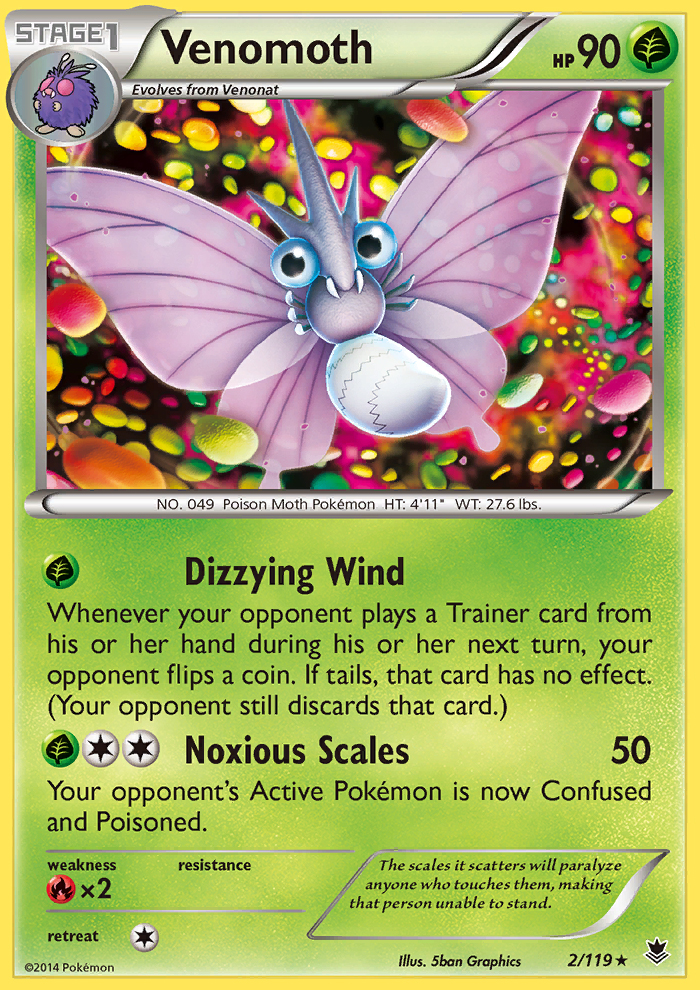 STAGE1
Venomoth
HP 90
Evolves from Venonat
NO. 049 Poison Moth Pokémon HT: 4'11" WT: 27.6 lbs.
Dizzying Wind
Whenever your opponent plays a Trainer card from
his or her hand during his or her next turn, your
opponent flips a coin. If tails, that card has no effect.
(Your opponent still discards that card.)
Noxious Scales 50
Your opponent's Active Pokémon is now Confused
and Poisoned.
weakness resistance
×2
retreat
The scales it scatters will paralyze
anyone who touches them, making
that person unable to stand.
©2014 Pokémon
Illus. 5ban Graphics
2/119 ★